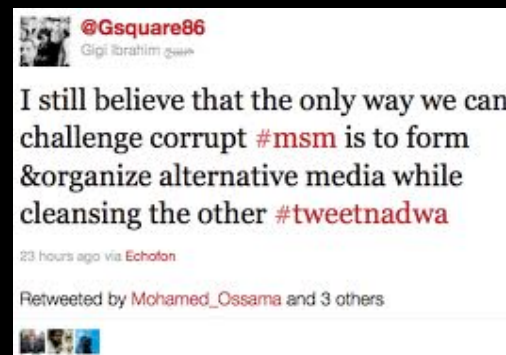 @Gsquare86
Gigi Ibrahim
I still believe that the only way we can
challenge corrupt #msm is to form
&organize alternative media while
cleansing the other #tweetnadwa
23 hours ago via Echofon
Retweeted by Mohamed_Ossama and 3 others